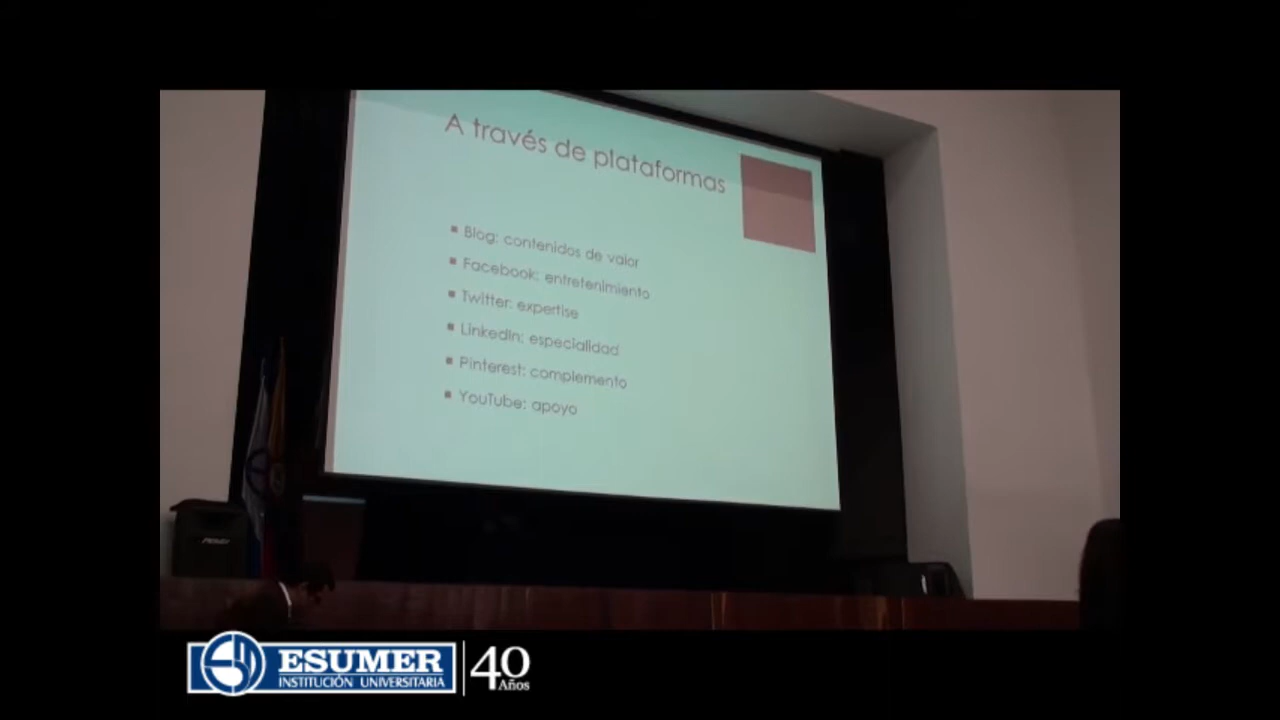 A través de plataformas
Blog: contenidos de valor
Facebook: entretenimiento
Twitter: expertise
LinkedIn: especialidad
Pinterest: complemento
YouTube: apoyo
ESUMER
INSTITUCIÓN UNIVERSITARIA
40
Años